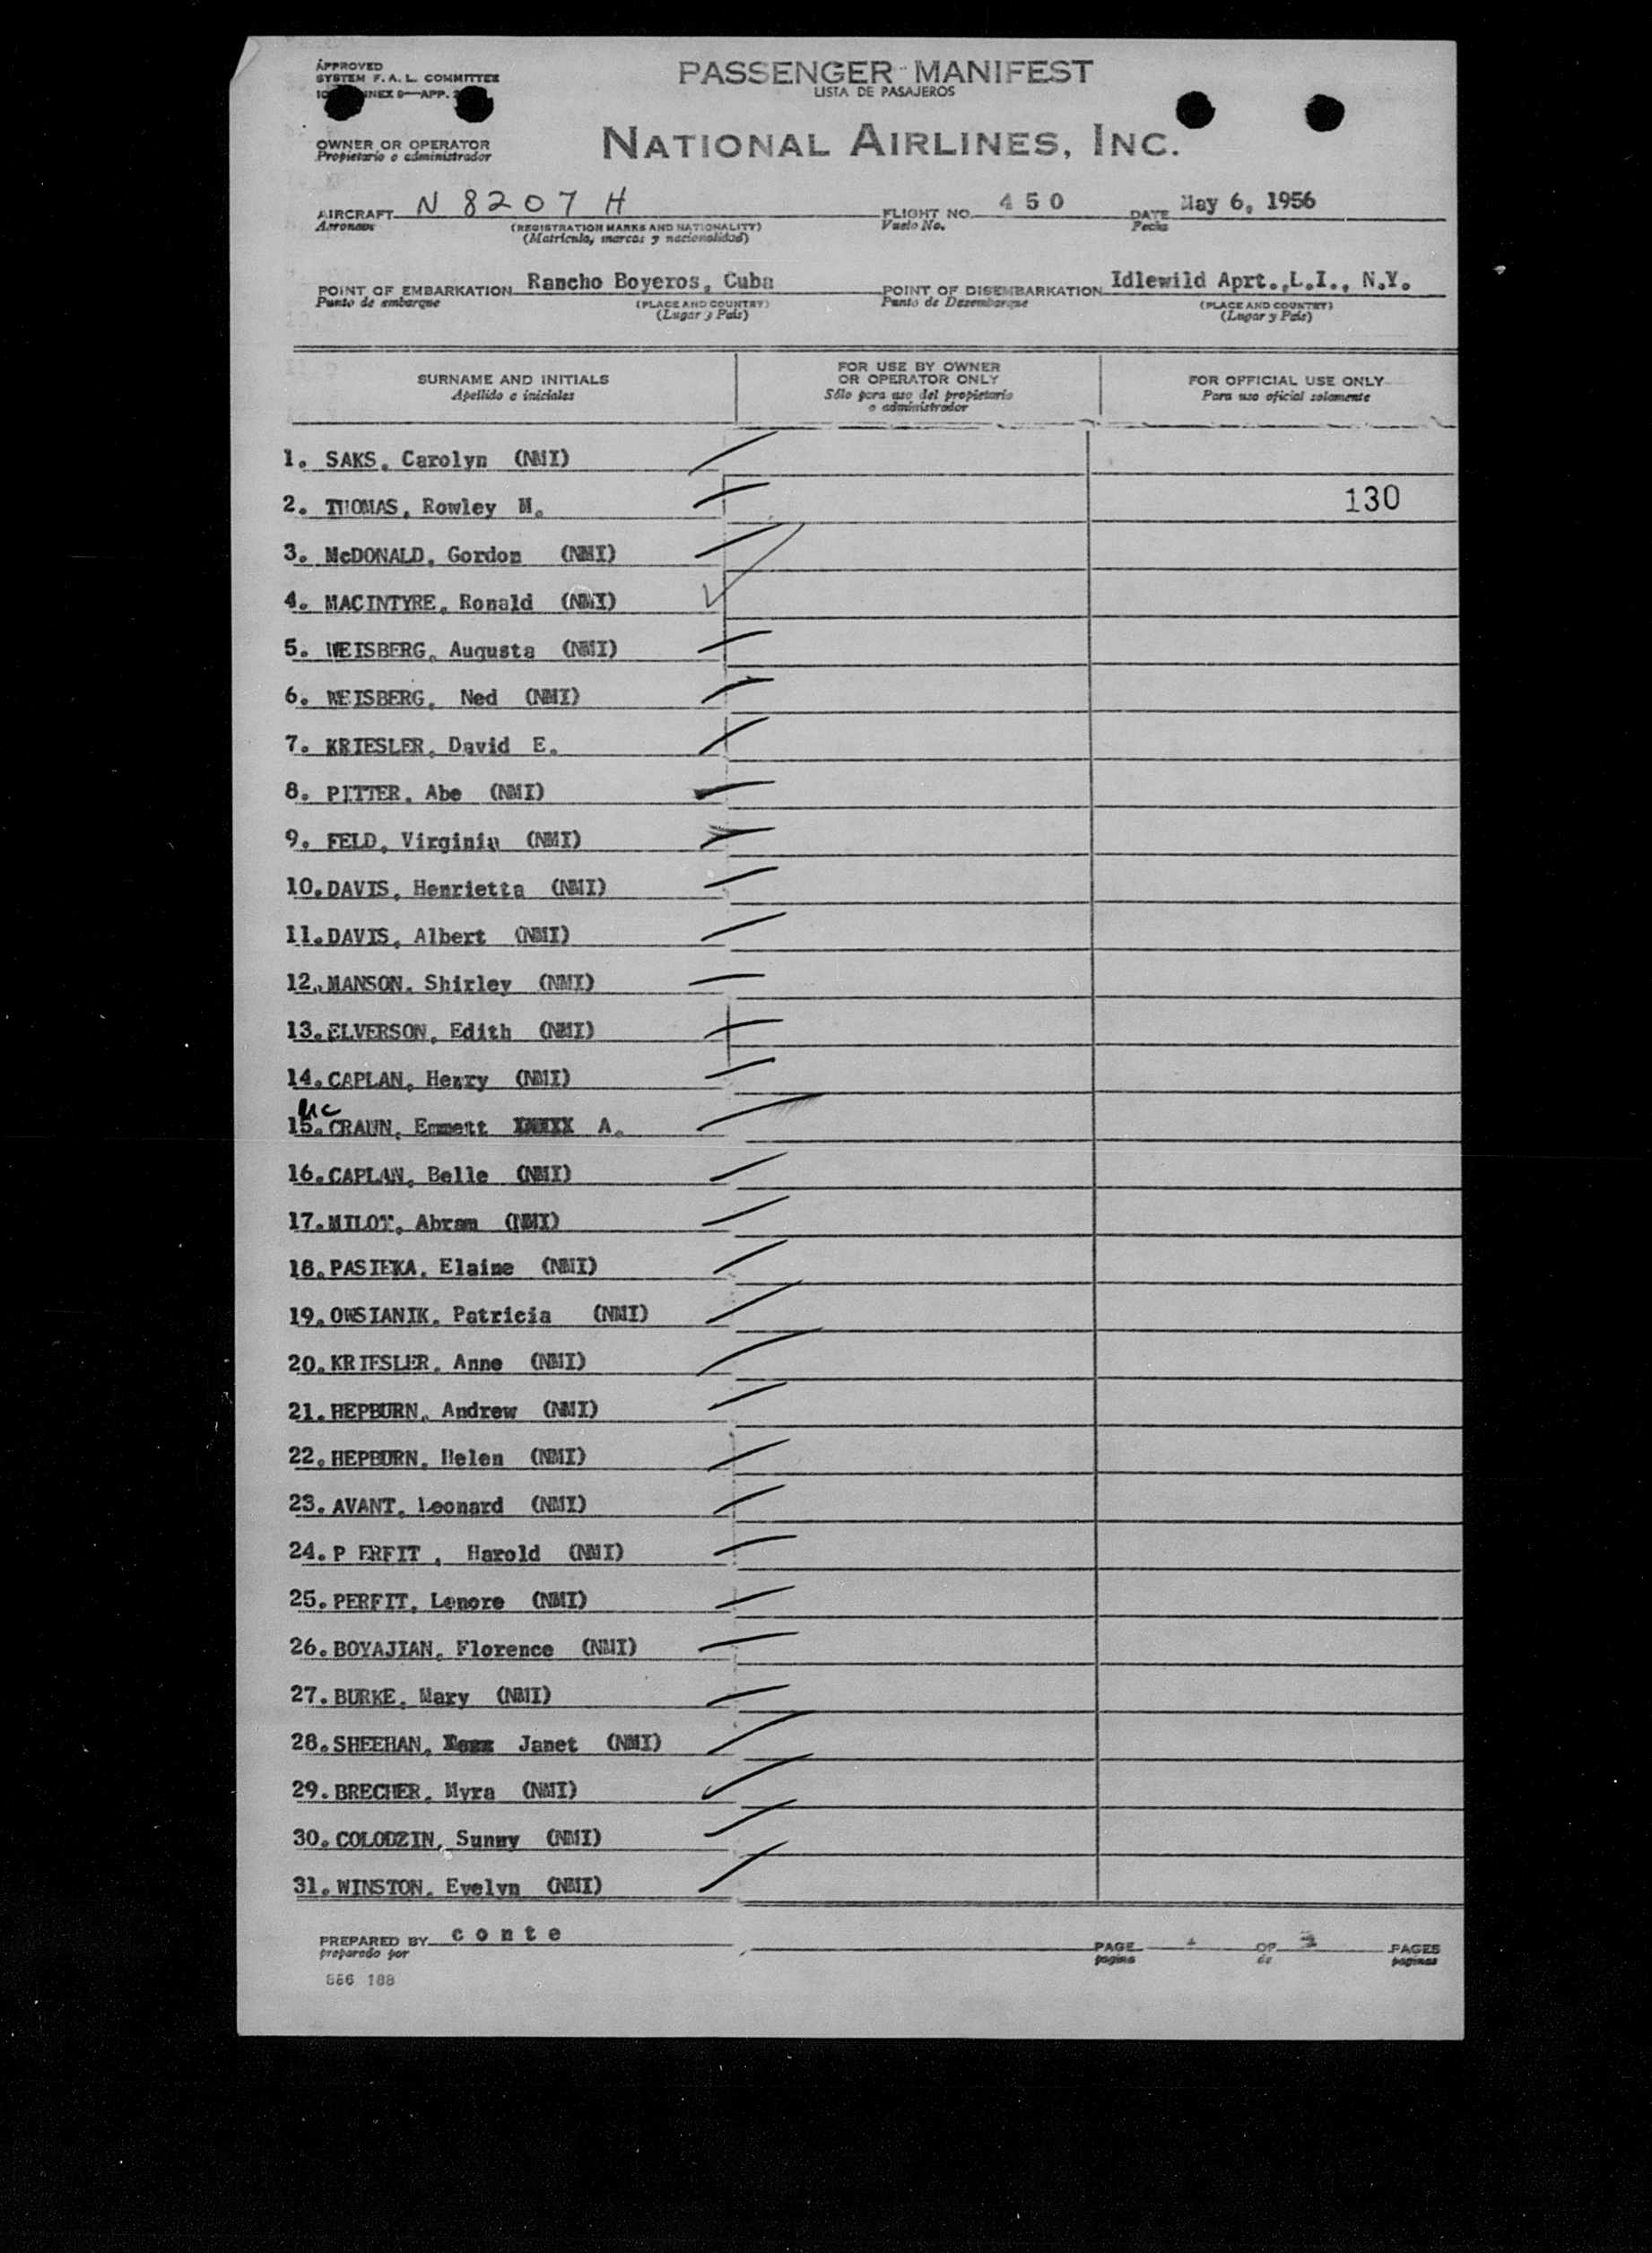 APPROVED
SYSTEM F. A. L. COMMITTEE
ANNEX 9—APP.
PASSENGER MANIFEST
LISTA DE PASAJEROS
OWNER OR OPERATOR
Propietario o administrador
NATIONAL AIRLINES, INC.
AIRCRAFT N 8207 H FLIGHT NO. 450 DATE May 6, 1956
Aeronave (REGISTRATION MARKS AND NATIONALITY) Vuelo No. Fecha
(Matricula, marcas y nacionalidad)
POINT OF EMBARKATION Rancho Boyeros, Cuba POINT OF DISEMBARKATION Idlewild Aprt.,L.I., N.Y.
Punto de embarque (PLACE AND COUNTRY) Punto de Desembarque (PLACE AND COUNTRY)
(Lugar y Pais) (Lugar y Pais)
SURNAME AND INITIALS
Apellido e iniciales
FOR USE BY OWNER
OR OPERATOR ONLY
Sólo para uso del propietario
o administrador
FOR OFFICIAL USE ONLY
Para uso oficial solamente
1. SAKS, Carolyn (NMI)
2. THOMAS, Rowley M. 130
3. McDONALD, Gordon (NMI)
4. MACINTYRE, Ronald (NMI)
5. WEISBERG, Augusta (NMI)
6. WEISBERG, Ned (NMI)
7. KRIESLER, David E.
8. PITTER, Abe (NMI)
9. FELD, Virginia (NMI)
10. DAVIS, Henrietta (NMI)
11. DAVIS, Albert (NMI)
12. MANSON, Shirley (NMI)
13. ELVERSON, Edith (NMI)
14. CAPLAN, Henry (NMI)
Mc
15. CRANN, Emmett XXXXX A.
16. CAPLAN, Belle (NMI)
17. MILOT, Abram (NMI)
18. PASIEKA, Elaine (NMI)
19. OWSIANIK, Patricia (NMI)
20. KRIESLER, Anne (NMI)
21. HEPBURN, Andrew (NMI)
22. HEPBURN, Helen (NMI)
23. AVANT, Leonard (NMI)
24. P ERFIT , Harold (NMI)
25. PERFIT, Lenore (NMI)
26. BOYAJIAN, Florence (NMI)
27. BURKE, Mary (NMI)
28. SHEEHAN, Janet (NMI)
29. BRECHER, Myra (NMI)
30. COLODZIN, Sunny (NMI)
31. WINSTON, Evelyn (NMI)
PREPARED BY conte PAGE OF PAGES
preparado por pagina de paginas